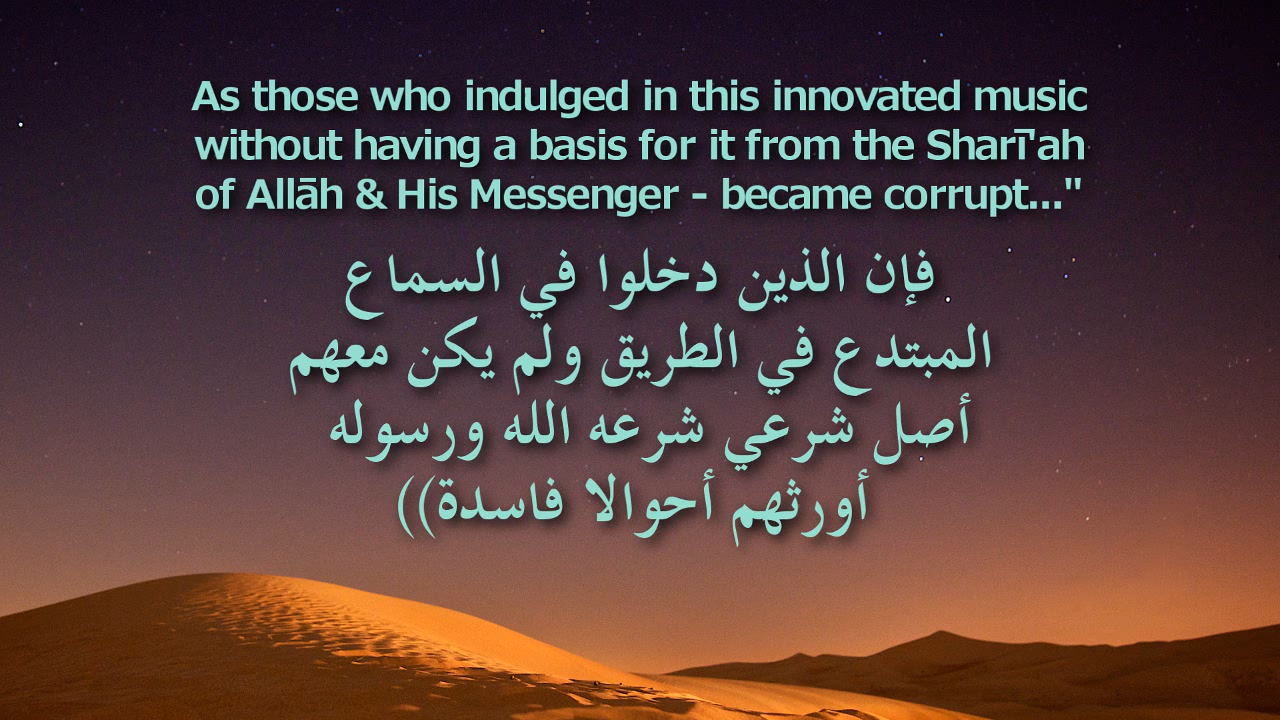 As those who indulged in this innovated music
without having a basis for it from the Sharī'ah
of Allāh & His Messenger - became corrupt..."
فإن الذين دخلوا في السماع
المبتدع في الطريق ولم يكن معهم
أصل شرعي شرعه الله ورسوله
أورثهم أحوالا فاسدة))